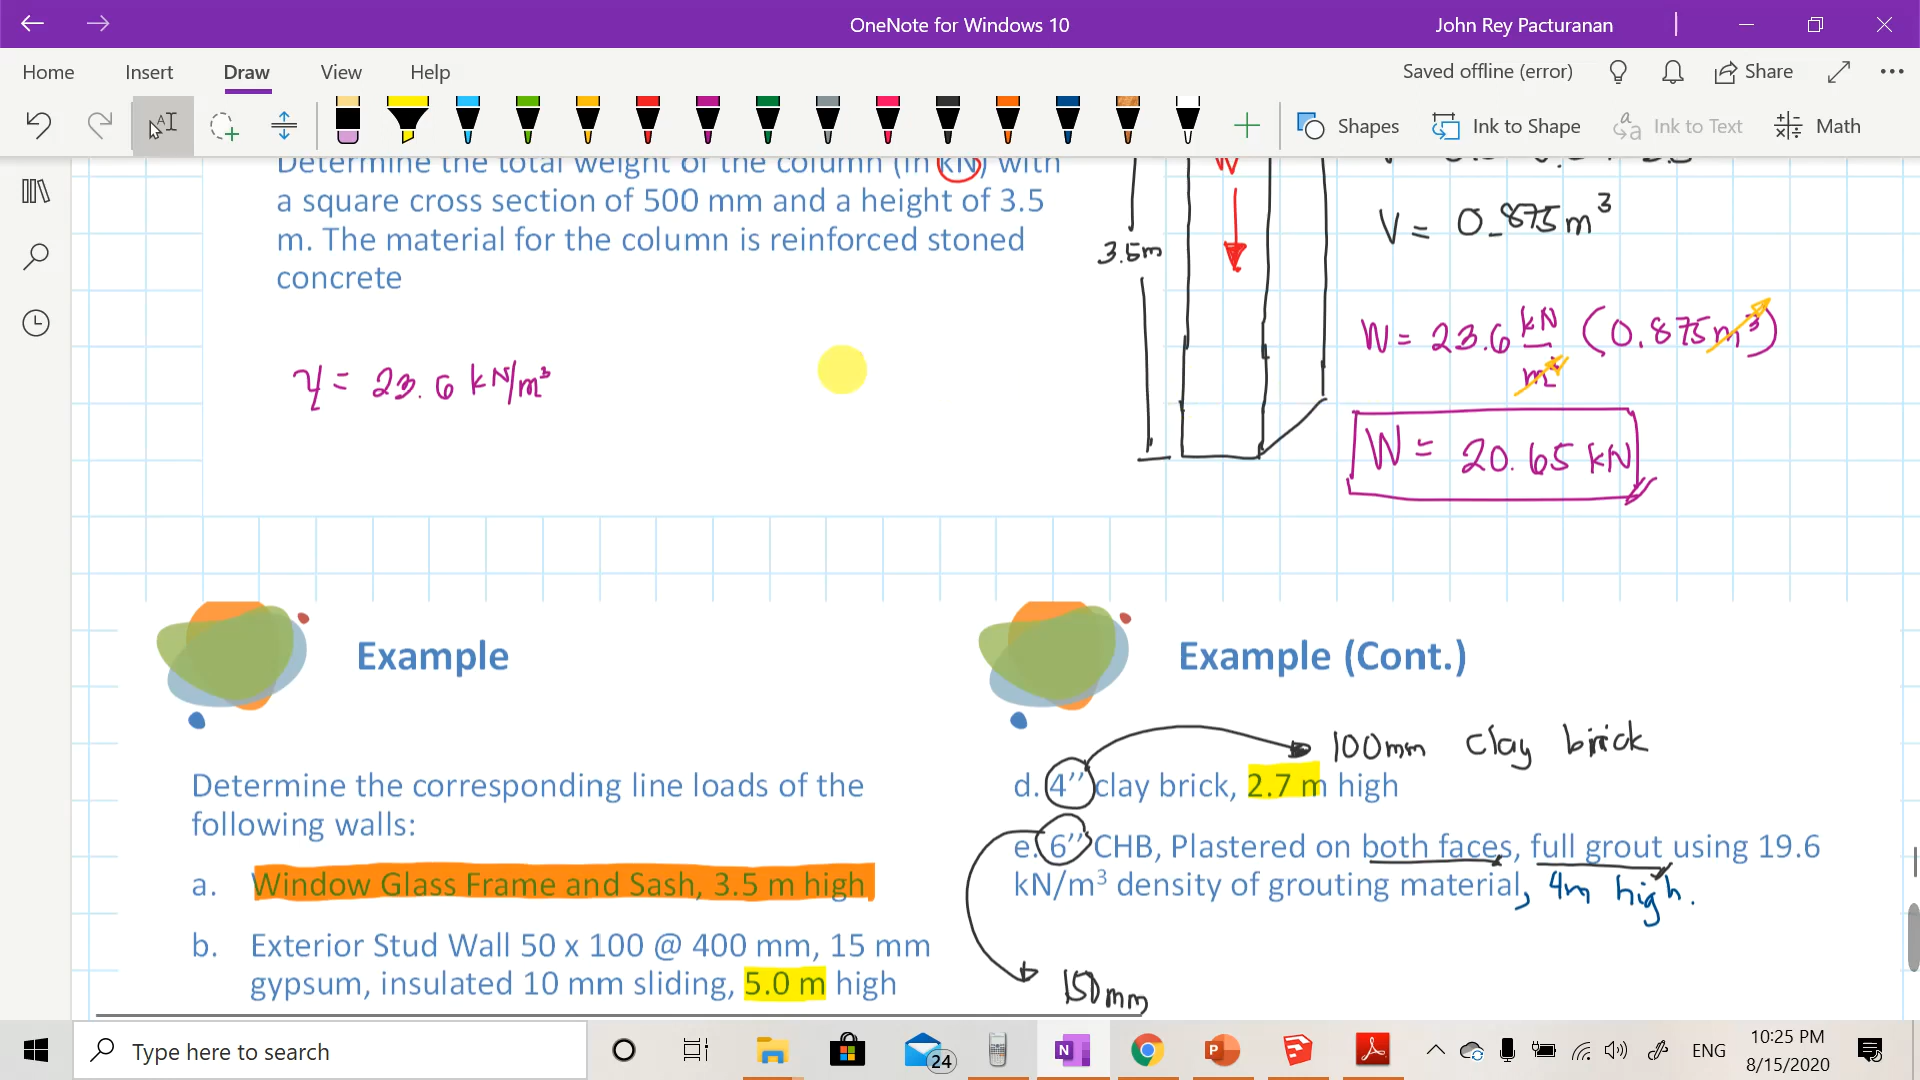 OneNote for Windows 10
John Rey Pacturanan
Home Insert Draw View Help
Saved offline (error)
Share
Shapes
Ink to Shape
Ink to Text
Math
Determine the total weight of the column (in kN) with
a square cross section of 500 mm and a height of 3.5
m. The material for the column is reinforced stoned
concrete
γ = 23.6 kN/m³
W
3.5m
V = 0.875m³
W = 23.6 kN/m³ (0.875m³)
W = 20.65 kN
Example
Determine the corresponding line loads of the
following walls:
a. Window Glass Frame and Sash, 3.5 m high
b. Exterior Stud Wall 50 x 100 @ 400 mm, 15 mm
gypsum, insulated 10 mm sliding, 5.0 m high
Example (Cont.)
100mm clay brick
d. 4’’ clay brick, 2.7 m high
e. 6’’ CHB, Plastered on both faces, full grout using 19.6
kN/m³ density of grouting material, 4m high.
150mm
Type here to search
24
ENG
10:25 PM
8/15/2020